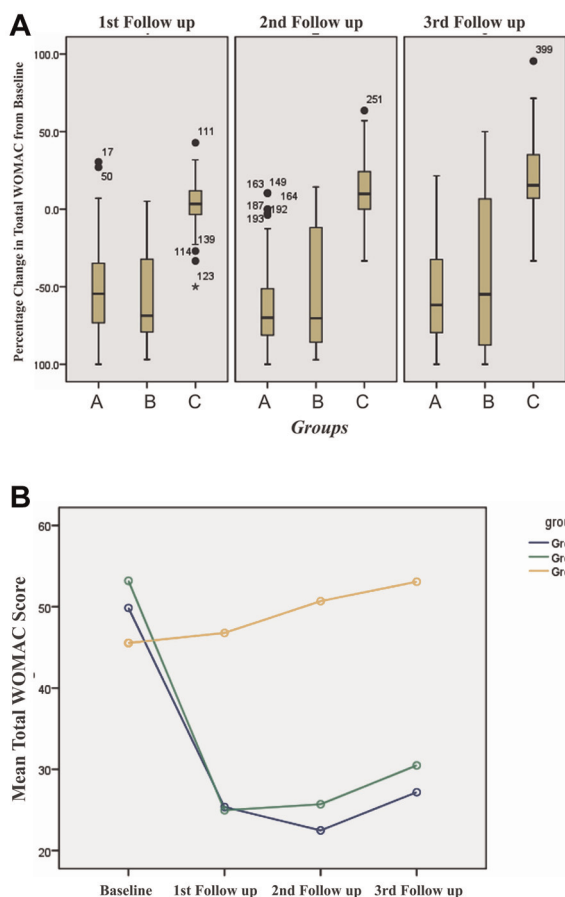 A
1st Follow up
2nd Follow up
3rd Follow up
Percentage Change in Toatal WOMAC from Baseline
100.0
50.0
0.0
-50.0
100.0
17
50
111
139
114
123
163
149
164
187
192
193
251
399
A B C
A B C
A B C
Groups
B
Mean Total WOMAC Score
60
50
40
30
20
Baseline
1st Follow up
2nd Follow up
3rd Follow up
grou
Gro
Gre
Gre